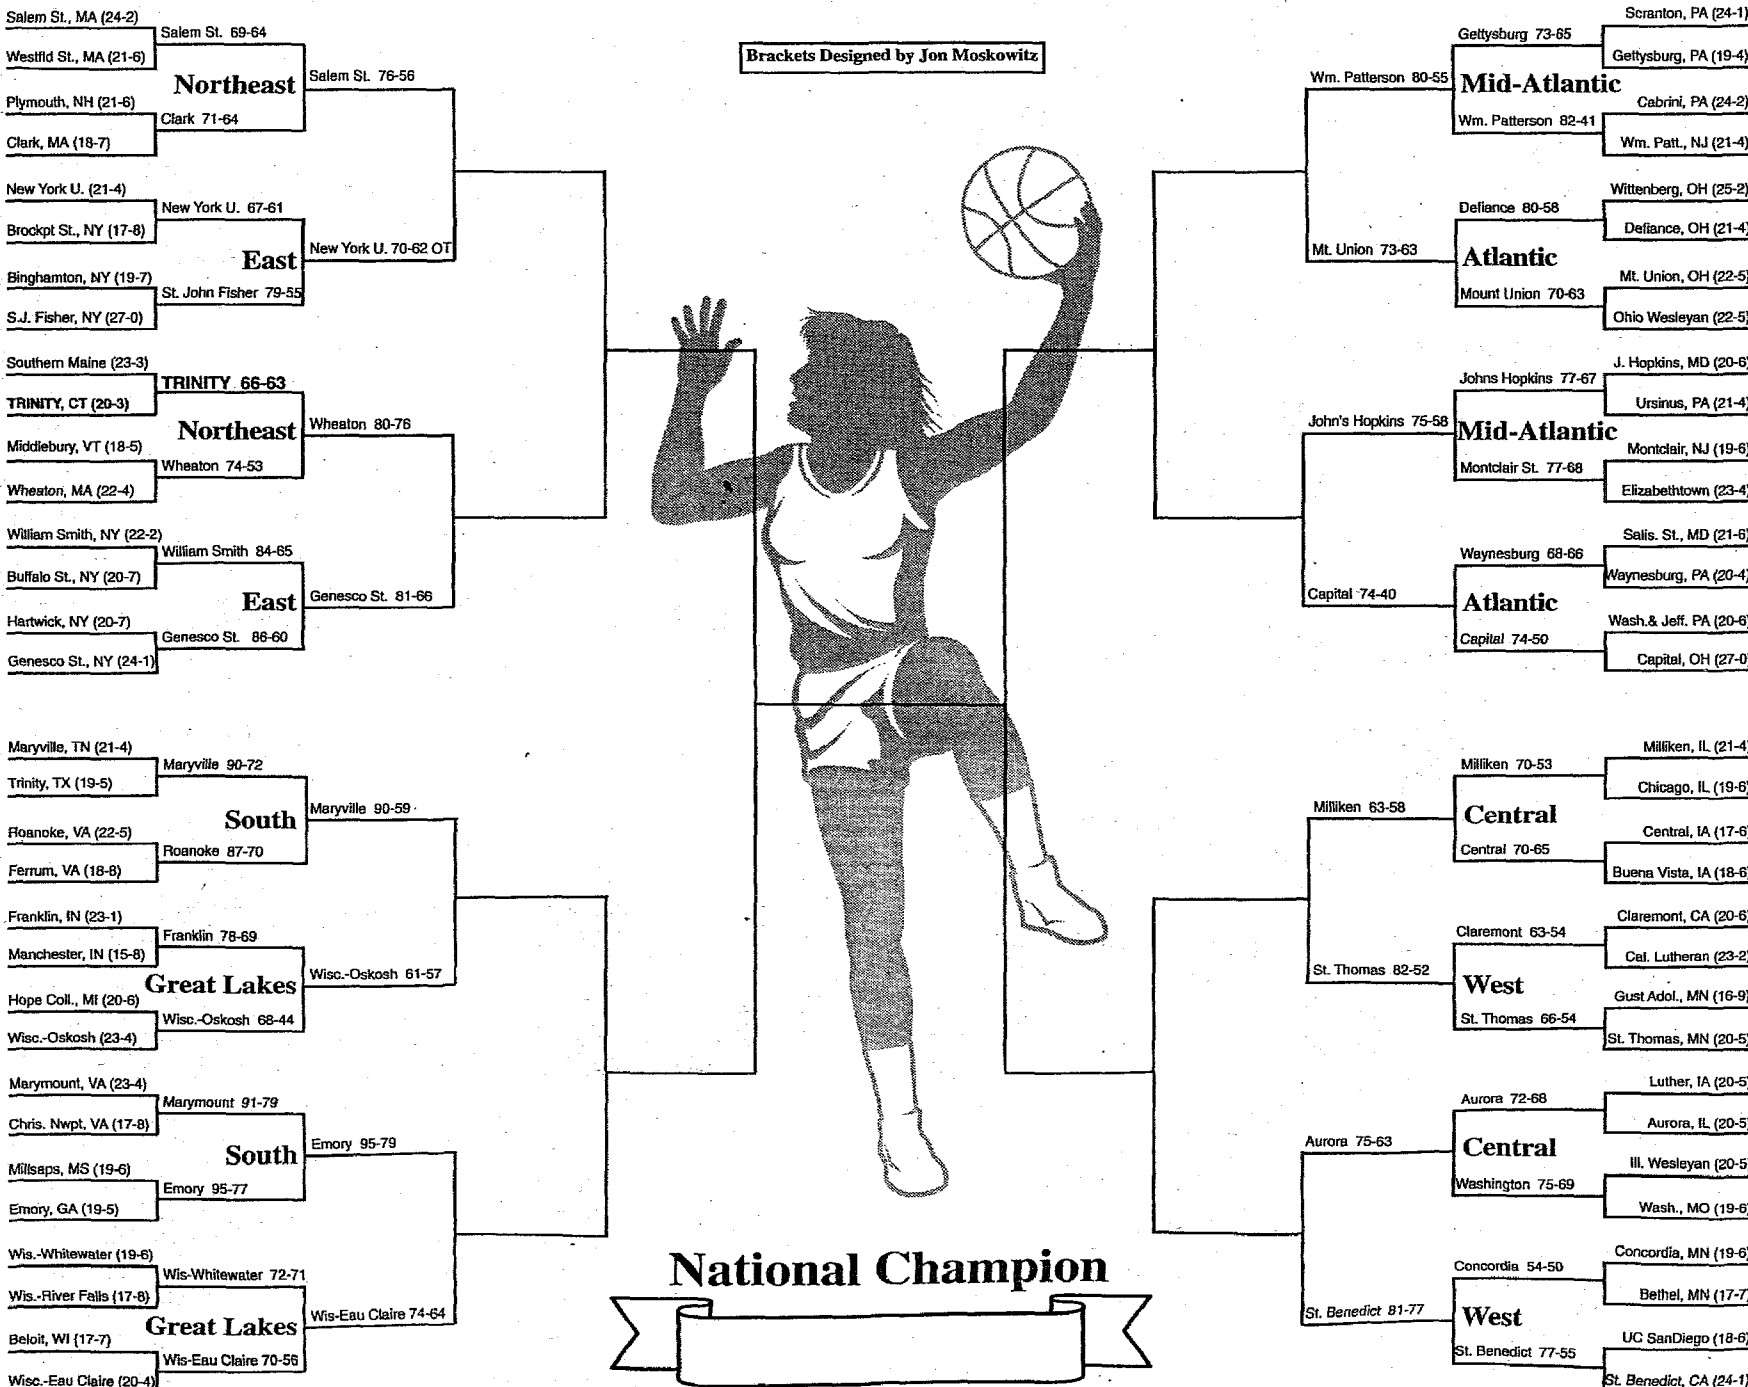 Salem St., MA (24-2)
Salem St. 69-64
Westfld St., MA (21-6)
Northeast
Salem St. 76-56
Plymouth, NH (21-6)
Clark 71-64
Clark, MA (18-7)
New York U. (21-4)
New York U. 67-61
Brockpt St., NY (17-8)
East
New York U. 70-62 OT
Binghamton, NY (19-7)
St. John Fisher 79-55
S.J. Fisher, NY (27-0)
Southern Maine (23-3)
TRINITY 66-63
TRINITY, CT (20-3)
Northeast
Wheaton 80-76
Middlebury, VT (18-5)
Wheaton 74-53
Wheaton, MA (22-4)
William Smith, NY (22-2)
William Smith 84-65
Buffalo St., NY (20-7)
East
Genesco St. 81-66
Hartwick, NY (20-7)
Genesco St. 86-60
Genesco St., NY (24-1)
Maryville, TN (21-4)
Maryville 90-72
Trinity, TX (19-5)
South
Maryville 90-59
Roanoke, VA (22-5)
Roanoke 87-70
Ferrum, VA (18-8)
Franklin, IN (23-1)
Franklin 78-69
Manchester, IN (15-8)
Great Lakes
Wisc.-Oskosh 61-57
Hope Coll., MI (20-6)
Wisc.-Oskosh 68-44
Wisc.-Oskosh (23-4)
Marymount, VA (23-4)
Marymount 91-79
Chris. Nwpt, VA (17-8)
South
Emory 95-79
Millsaps, MS (19-6)
Emory 95-77
Emory, GA (19-5)
Wis.-Whitewater (19-6)
Wis-Whitewater 72-71
Wis.-River Falls (17-8)
Great Lakes
Wis-Eau Claire 74-64
Beloit, WI (17-7)
Wis-Eau Claire 70-56
Wisc.-Eau Claire (20-4)
Brackets Designed by Jon Moskowitz
National Champion
Scranton, PA (24-1)
Gettysburg 73-65
Gettysburg, PA (19-4)
Wm. Patterson 80-55
Mid-Atlantic
Cabrini, PA (24-2)
Wm. Patterson 82-41
Wm. Patt., NJ (21-4)
Wittenberg, OH (25-2)
Defiance 80-58
Defiance, OH (21-4)
Mt. Union 73-63
Atlantic
Mt. Union, OH (22-5)
Mount Union 70-63
Ohio Wesleyan (22-5)
J. Hopkins, MD (20-6)
Johns Hopkins 77-67
Ursinus, PA (21-4)
John's Hopkins 75-58
Mid-Atlantic
Montclair, NJ (19-6)
Montclair St. 77-68
Elizabethtown (23-4)
Salis. St., MD (21-6)
Waynesburg 68-66
Waynesburg, PA (20-4)
Capital 74-40
Atlantic
Wash.& Jeff. PA (20-6)
Capital 74-50
Capital, OH (27-0
Milliken, IL (21-4)
Milliken 70-53
Chicago, IL (19-6)
Milliken 63-58
Central
Central, IA (17-6)
Central 70-65
Buena Vista, IA (18-6)
Claremont, CA (20-6)
Claremont 63-54
Cal. Lutheran (23-2)
St. Thomas 82-52
West
Gust Adol., MN (16-9)
St. Thomas 66-54
St. Thomas, MN (20-5)
Luther, IA (20-5)
Aurora 72-68
Aurora, IL (20-5)
Aurora 75-63
Central
Ill. Wesleyan (20-5
Washington 75-69
Wash., MO (19-6)
Concordia, MN (19-6)
Concordia 54-50
Bethel, MN (17-7)
St. Benedict 81-77
West
UC SanDiego (18-6)
St. Benedict 77-55
St. Benedict, CA (24-1)